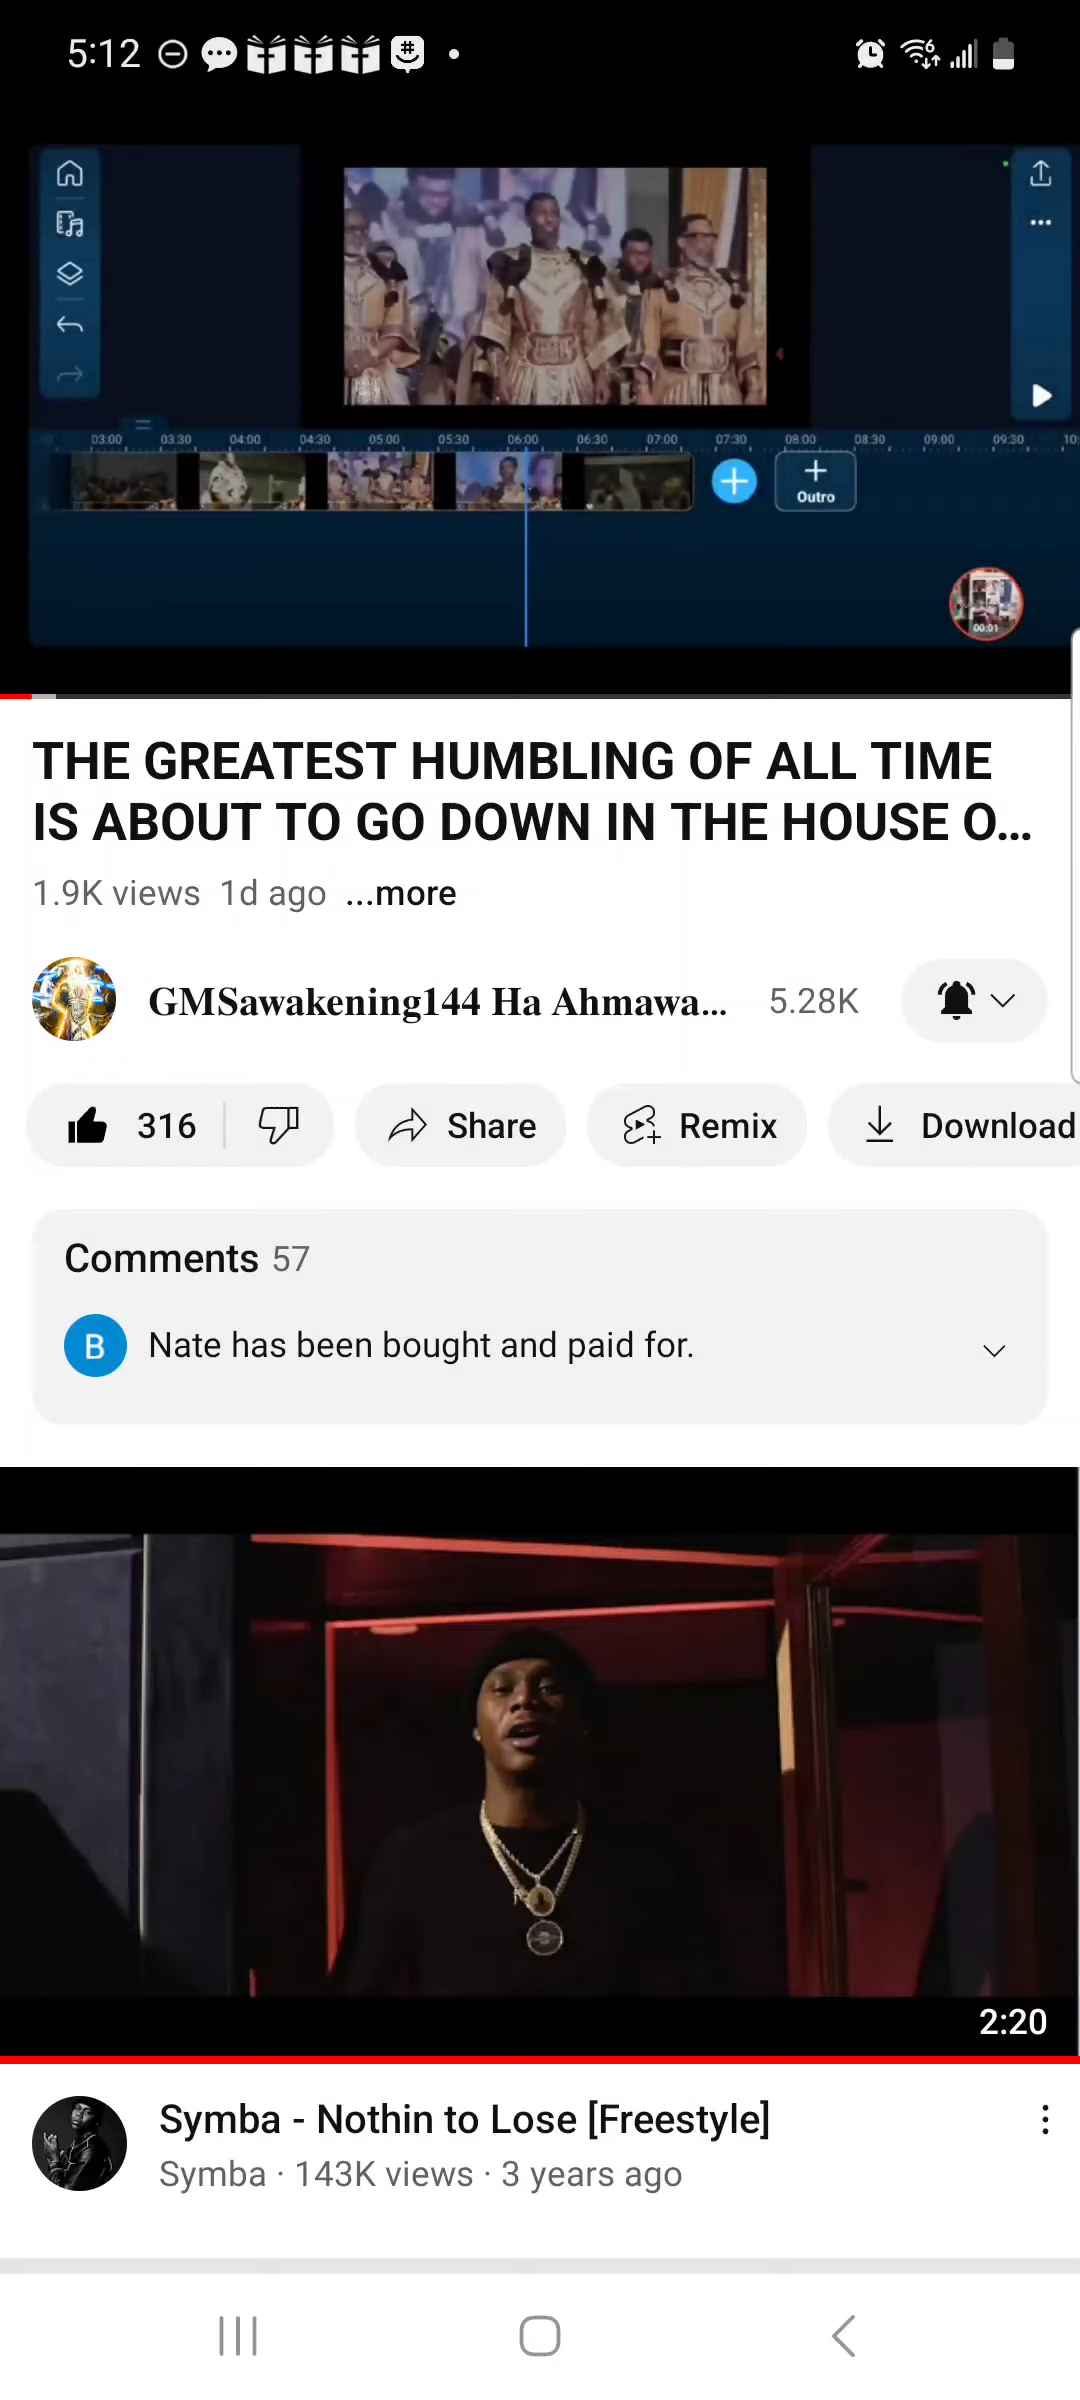 5:12
03:00 03:30 04:00 04:30 05:00 05:30 06:00 06:30 07:00 07:30 08:00 08:30 09:00 09:30 10:
Outro
00:01
THE GREATEST HUMBLING OF ALL TIME
IS ABOUT TO GO DOWN IN THE HOUSE O...
1.9K views 1d ago ...more
GMSawakening144 Ha Ahmawa... 5.28K
316 Share Remix Download
Comments 57
B Nate has been bought and paid for.
2:20
Symba - Nothin to Lose [Freestyle]
Symba · 143K views · 3 years ago